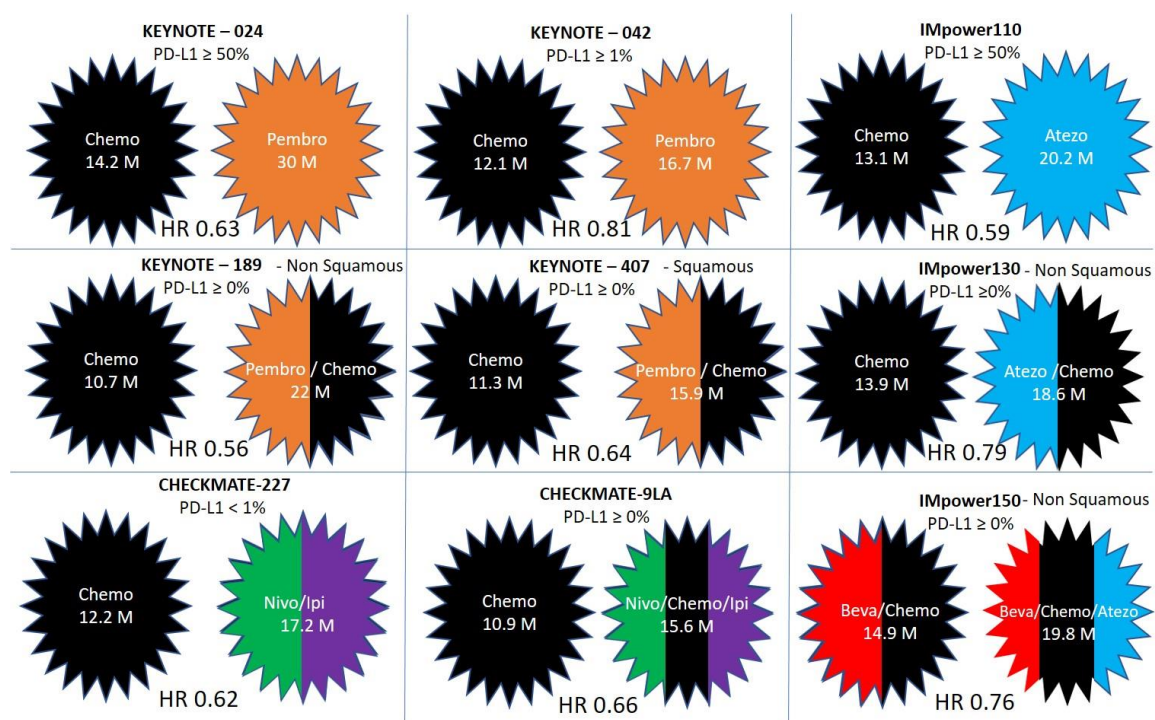 KEYNOTE – 024
PD-L1 ≥ 50%
Chemo
14.2 M
Pembro
30 M
HR 0.63
KEYNOTE – 042
PD-L1 ≥ 1%
Chemo
12.1 M
Pembro
16.7 M
HR 0.81
IMpower110
PD-L1 ≥ 50%
Chemo
13.1 M
Atezo
20.2 M
HR 0.59
KEYNOTE – 189 - Non Squamous
PD-L1 ≥ 0%
Chemo
10.7 M
Pembro / Chemo
22 M
HR 0.56
KEYNOTE – 407 - Squamous
PD-L1 ≥ 0%
Chemo
11.3 M
Pembro / Chemo
15.9 M
HR 0.64
IMpower130 - Non Squamous
PD-L1 ≥0%
Chemo
13.9 M
Atezo /Chemo
18.6 M
HR 0.79
CHECKMATE-227
PD-L1 < 1%
Chemo
12.2 M
Nivo/Ipi
17.2 M
HR 0.62
CHECKMATE-9LA
PD-L1 ≥ 0%
Chemo
10.9 M
Nivo/Chemo/Ipi
15.6 M
HR 0.66
IMpower150 - Non Squamous
PD-L1 ≥ 0%
Beva/Chemo
14.9 M
Beva/Chemo/Atezo
19.8 M
HR 0.76